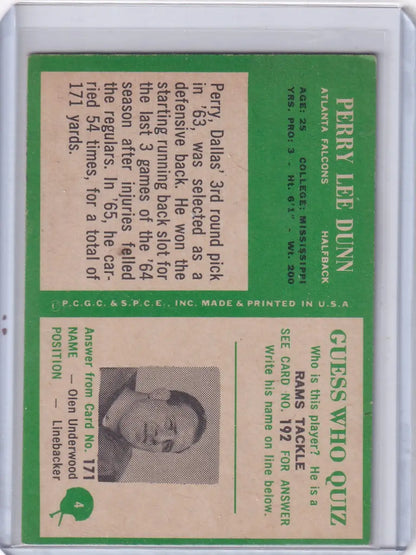 PERRY LEE DUNN
ATLANTA FALCONS HALFBACK
AGE: 25 COLLEGE: MISSISSIPPI
YRS. PRO: 3 - Ht. 6'1" - Wt. 200
Perry, Dallas' 3rd round pick
in '63, was selected as a
defensive back. He won the
starting running back slot for
the last 3 games of the '64
season after injuries felled
the regulars. In '65, he car-
ried 54 times, for a total of
171 yards.
©P.C.G.C. & S.P.C.E., INC. MADE & PRINTED IN U.S.A
GUESS WHO QUIZ
Who is this player? He is a
RAMS TACKLE
SEE CARD NO. 192 FOR ANSWER
Write his name on line below.
Answer from Card No. 171
NAME — Olen Underwood
POSITION — Linebacker
4